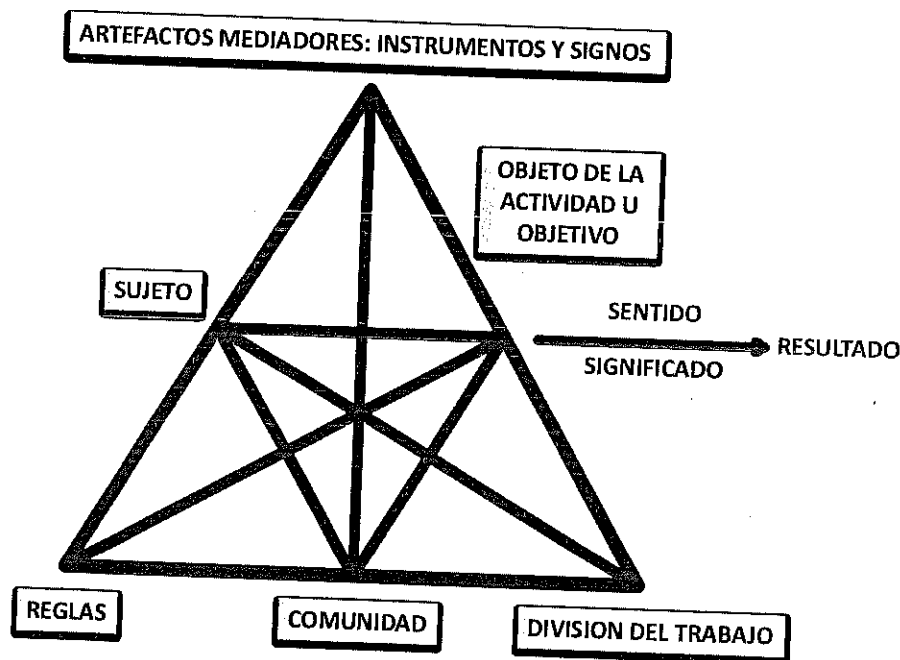 ARTEFACTOS MEDIADORES: INSTRUMENTOS Y SIGNOS
OBJETO DE LA
ACTIVIDAD U
OBJETIVO
SUJETO
SENTIDO
RESULTADO
SIGNIFICADO
REGLAS
COMUNIDAD
DIVISION DEL TRABAJO